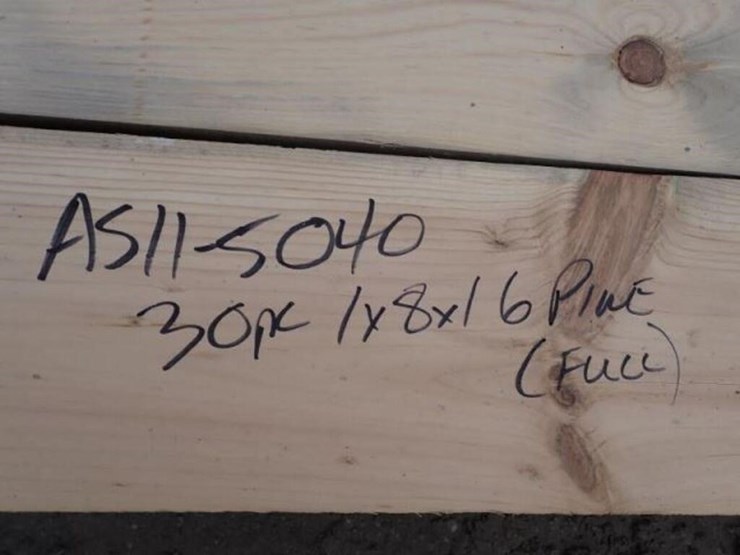 AS11-5040
30pc 1x8x16 PINE
(FULL)